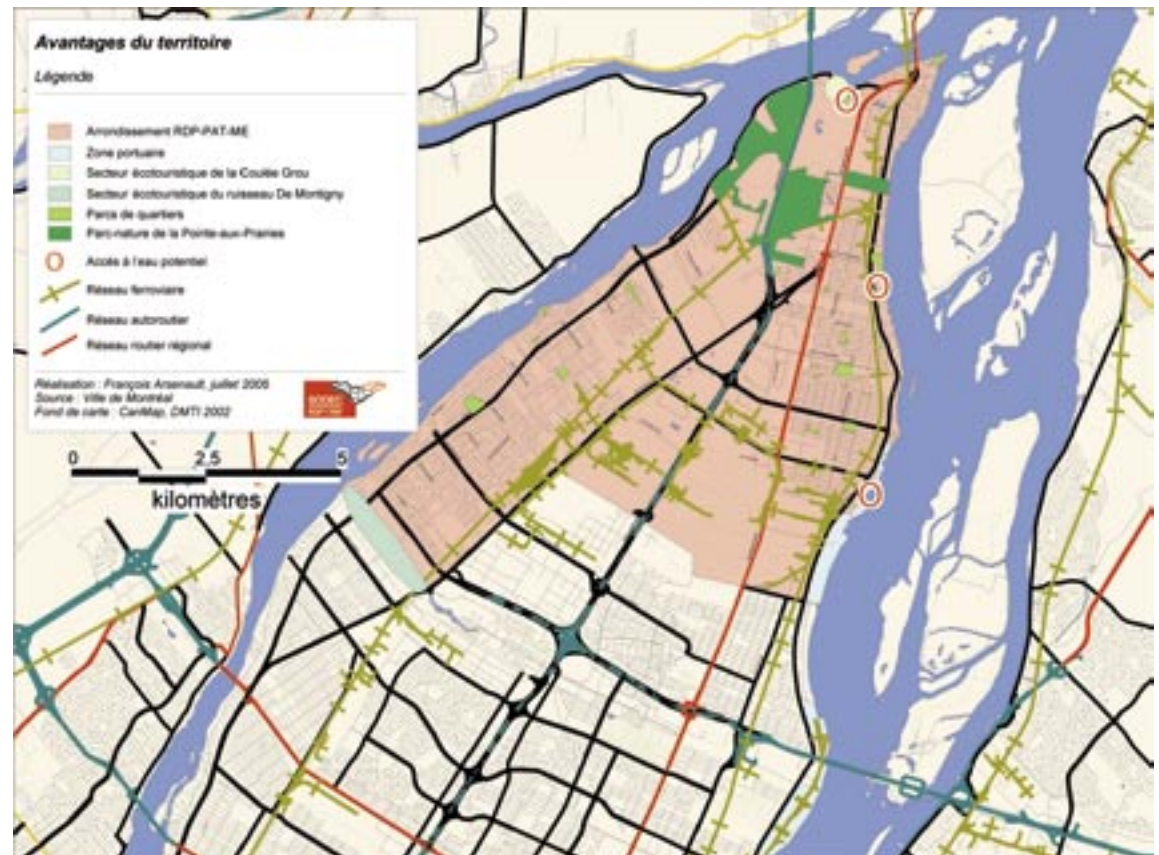 Avantages du territoire
Légende
Arrondissement RDP-PAT-ME
Zone portuaire
Secteur écotouristique de la Coulée Grou
Secteur écotouristique du ruisseau De Montigny
Parcs de quartiers
Parc-nature de la Pointe-aux-Prairies
Accès à l'eau potentiel
Réseau ferroviaire
Réseau autoroutier
Réseau routier régional
Réalisation : François Arsenault, juillet 2005
Source : Ville de Montréal
Fond de carte : CanMap, DMTI 2002
0 2,5 5
kilomètres